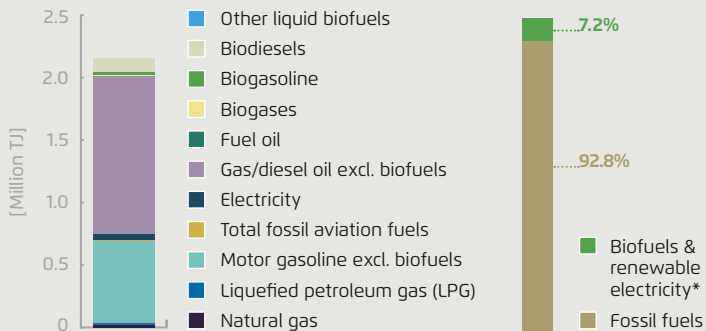 [Million TJ]
2.5
2.0
1.5
1.0
0.5
0
Other liquid biofuels
Biodiesels
Biogasoline
Biogases
Fuel oil
Gas/diesel oil excl. biofuels
Electricity
Total fossil aviation fuels
Motor gasoline excl. biofuels
Liquefied petroleum gas (LPG)
Natural gas
7.2%
92.8%
Biofuels &
renewable
electricity*
Fossil fuels